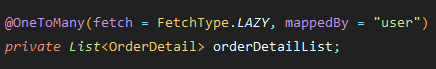 @OneToMany(fetch = FetchType.LAZY, mappedBy = "user")
private List<OrderDetail> orderDetailList;